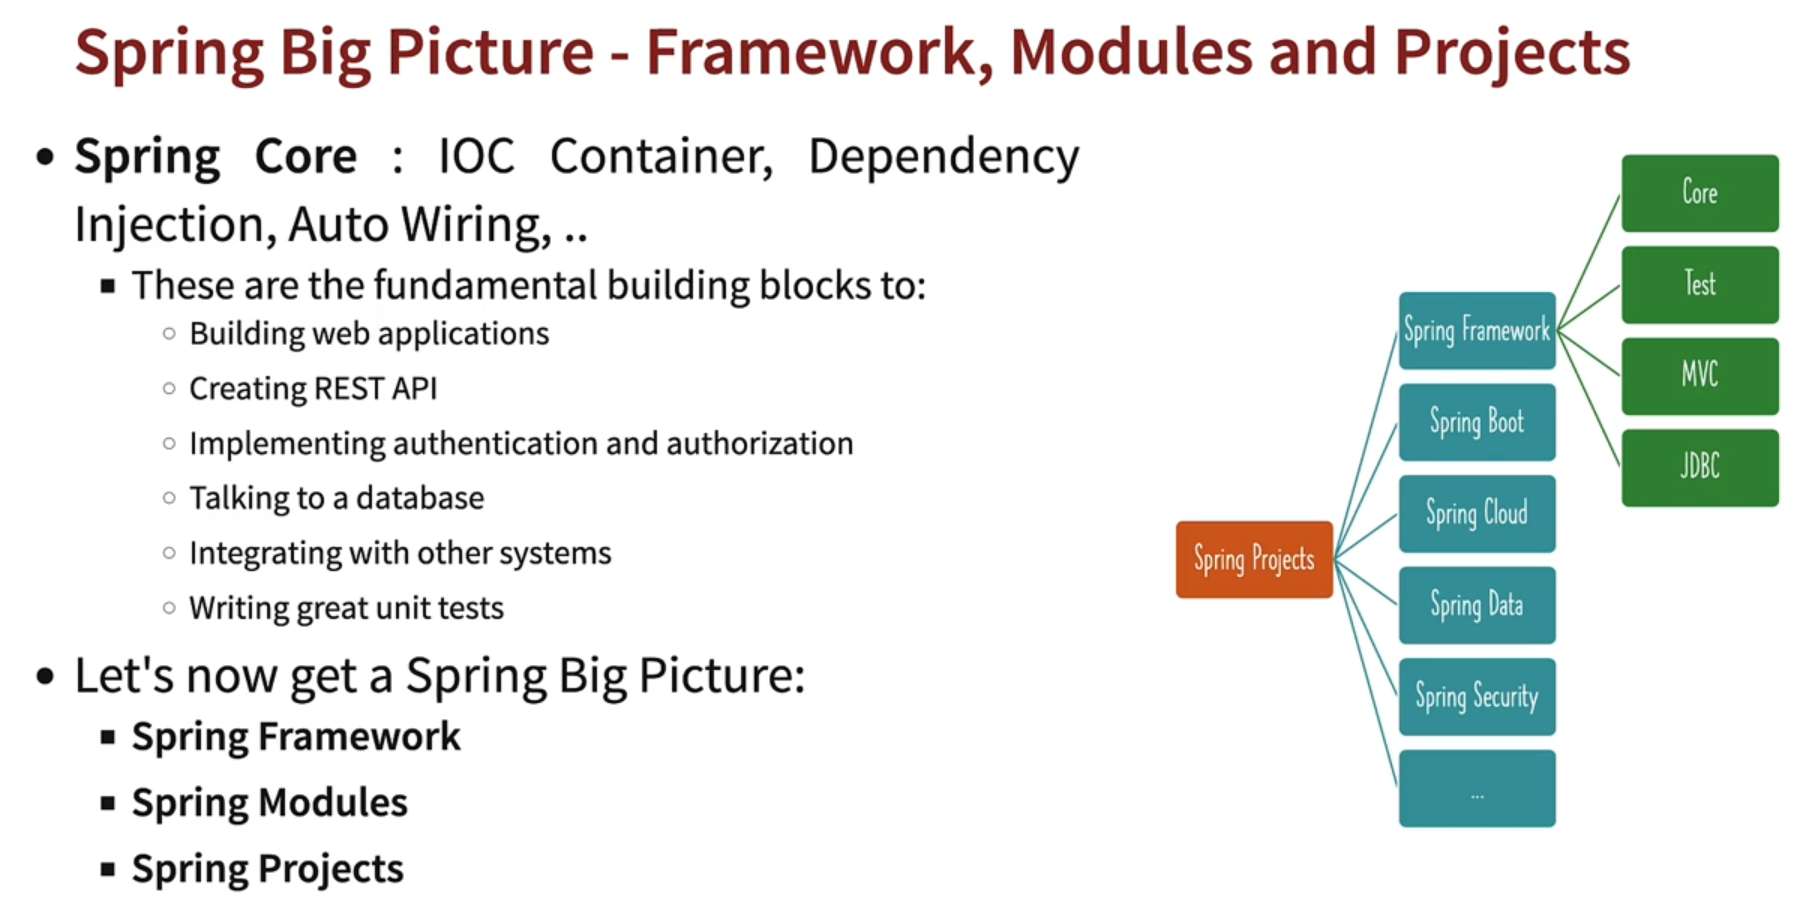 Spring Big Picture - Framework, Modules and Projects
• Spring Core : IOC Container, Dependency
Injection, Auto Wiring, ..
▪ These are the fundamental building blocks to:
○ Building web applications
○ Creating REST API
○ Implementing authentication and authorization
○ Talking to a database
○ Integrating with other systems
○ Writing great unit tests
• Let's now get a Spring Big Picture:
▪ Spring Framework
▪ Spring Modules
▪ Spring Projects
Spring Projects
Spring Framework
Spring Boot
Spring Cloud
Spring Data
Spring Security
...
Core
Test
MVC
JDBC